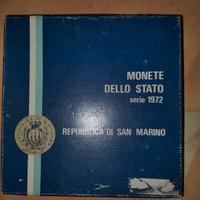 MONETE
DELLO STATO
serie 1972
REPUBBLICA DI SAN MARINO